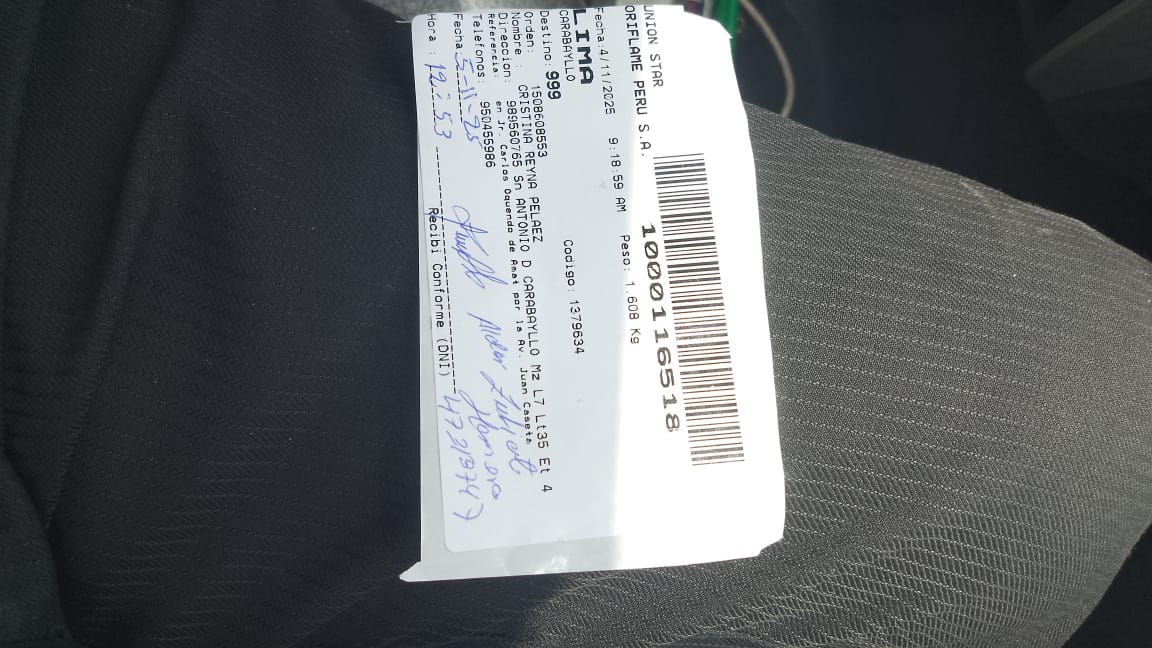 UNION STAR
ORIFLAME PERU S.A.
10001165518
Fecha:4/11/2025 9:18:59 AM Peso: 1.608 Kg
LIMA
CARABAYLLO Codigo: 1379634
Destino: 999
Orden: 1508608553
Nombre : CRISTINA REYNA PELAEZ
Direccion: 989560765 Sn ANTONIO D CARABAYLLO Mz L7 Lt35 Et 4
Referencia: en Jr. Carlos Oquendo de Amat por la Av. Juan Caseta
Telefonos: 950455986
Fecha 5-11-25
Hora : 12:53
Recibi Conforme (DNI) 47219747